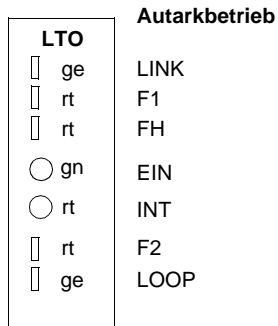 Autarkbetrieb
LTO
ge LINK
rt F1
rt FH
gn EIN
rt INT
rt F2
ge LOOP